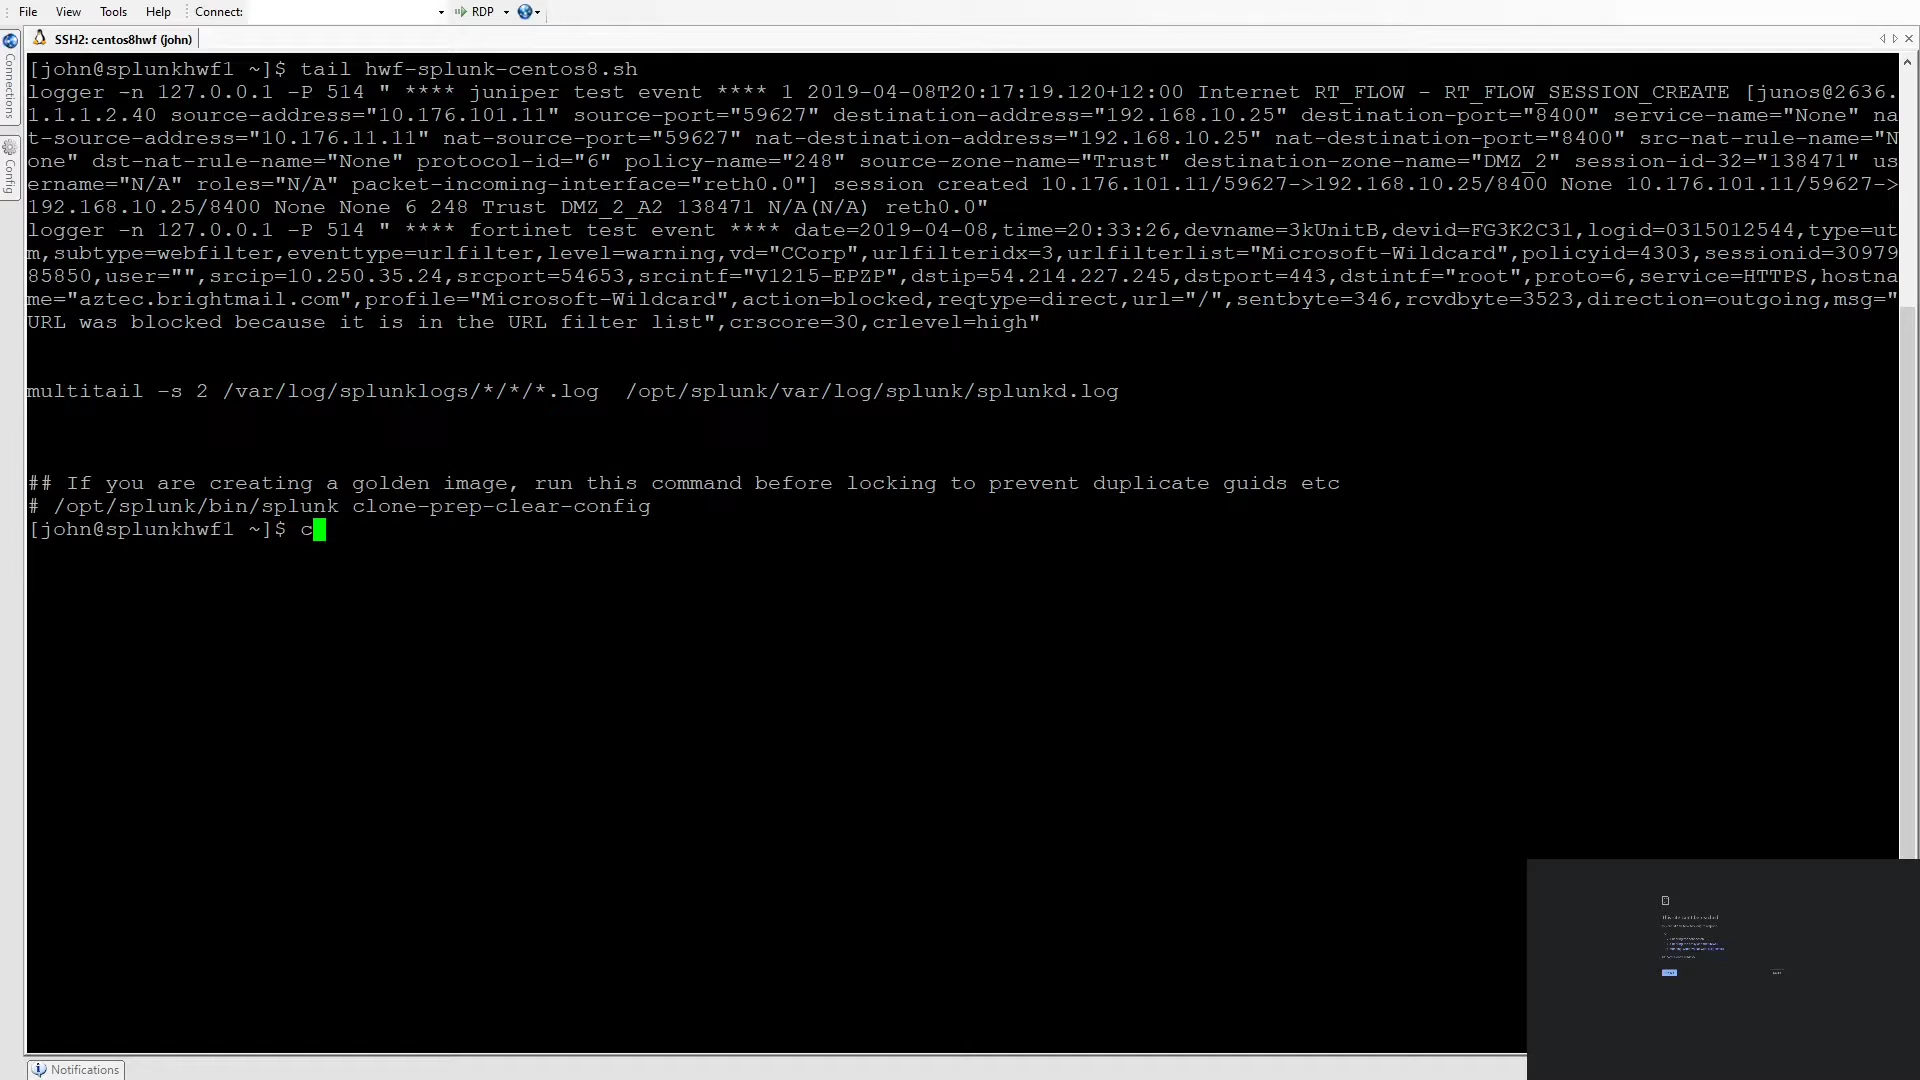 File View Tools Help Connect: RDP
SSH2: centos8hwf (john)
Connections
Config
[john@splunkhwf1 ~]$ tail hwf-splunk-centos8.sh
logger -n 127.0.0.1 -P 514 " **** juniper test event **** 1 2019-04-08T20:17:19.120+12:00 Internet RT_FLOW - RT_FLOW_SESSION_CREATE [junos@2636.
1.1.1.2.40 source-address="10.176.101.11" source-port="59627" destination-address="192.168.10.25" destination-port="8400" service-name="None" na
t-source-address="10.176.11.11" nat-source-port="59627" nat-destination-address="192.168.10.25" nat-destination-port="8400" src-nat-rule-name="N
one" dst-nat-rule-name="None" protocol-id="6" policy-name="248" source-zone-name="Trust" destination-zone-name="DMZ_2" session-id-32="138471" us
ername="N/A" roles="N/A" packet-incoming-interface="reth0.0"] session created 10.176.101.11/59627->192.168.10.25/8400 None 10.176.101.11/59627->
192.168.10.25/8400 None None 6 248 Trust DMZ_2_A2 138471 N/A(N/A) reth0.0"
logger -n 127.0.0.1 -P 514 " **** fortinet test event **** date=2019-04-08,time=20:33:26,devname=3kUnitB,devid=FG3K2C31,logid=0315012544,type=ut
m,subtype=webfilter,eventtype=urlfilter,level=warning,vd="CCorp",urlfilteridx=3,urlfilterlist="Microsoft-Wildcard",policyid=4303,sessionid=30979
85850,user="",srcip=10.250.35.24,srcport=54653,srcintf="V1215-EPZP",dstip=54.214.227.245,dstport=443,dstintf="root",proto=6,service=HTTPS,hostna
me="aztec.brightmail.com",profile="Microsoft-Wildcard",action=blocked,reqtype=direct,url="/",sentbyte=346,rcvdbyte=3523,direction=outgoing,msg="
URL was blocked because it is in the URL filter list",crscore=30,crlevel=high"
multitail -s 2 /var/log/splunklogs/*/*/*.log  /opt/splunk/var/log/splunk/splunkd.log
## If you are creating a golden image, run this command before locking to prevent duplicate guids etc
# /opt/splunk/bin/splunk clone-prep-clear-config
[john@splunkhwf1 ~]$ c
Notifications